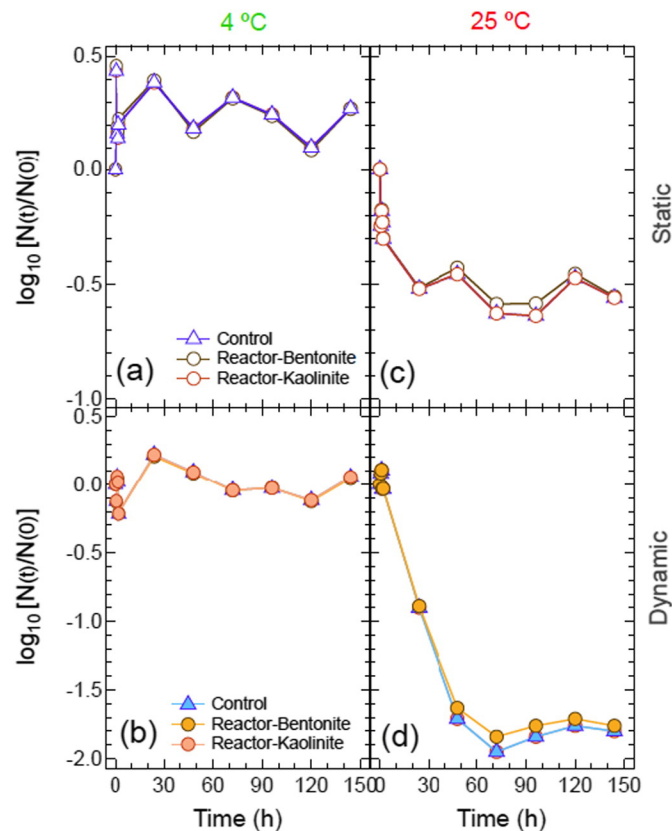 4 ºC 25 ºC
0.5
0.0
-0.5
-1.0
log10 [N(t)/N(0)]
Control
Reactor-Bentonite
Reactor-Kaolinite
(a) (c)
Static
0.5
0.0
-0.5
-1.0
-1.5
-2.0
log10 [N(t)/N(0)]
Control
Reactor-Bentonite
Reactor-Kaolinite
(b) (d)
Dynamic
0 30 60 90 120 150 0 30 60 90 120 150
Time (h) Time (h)